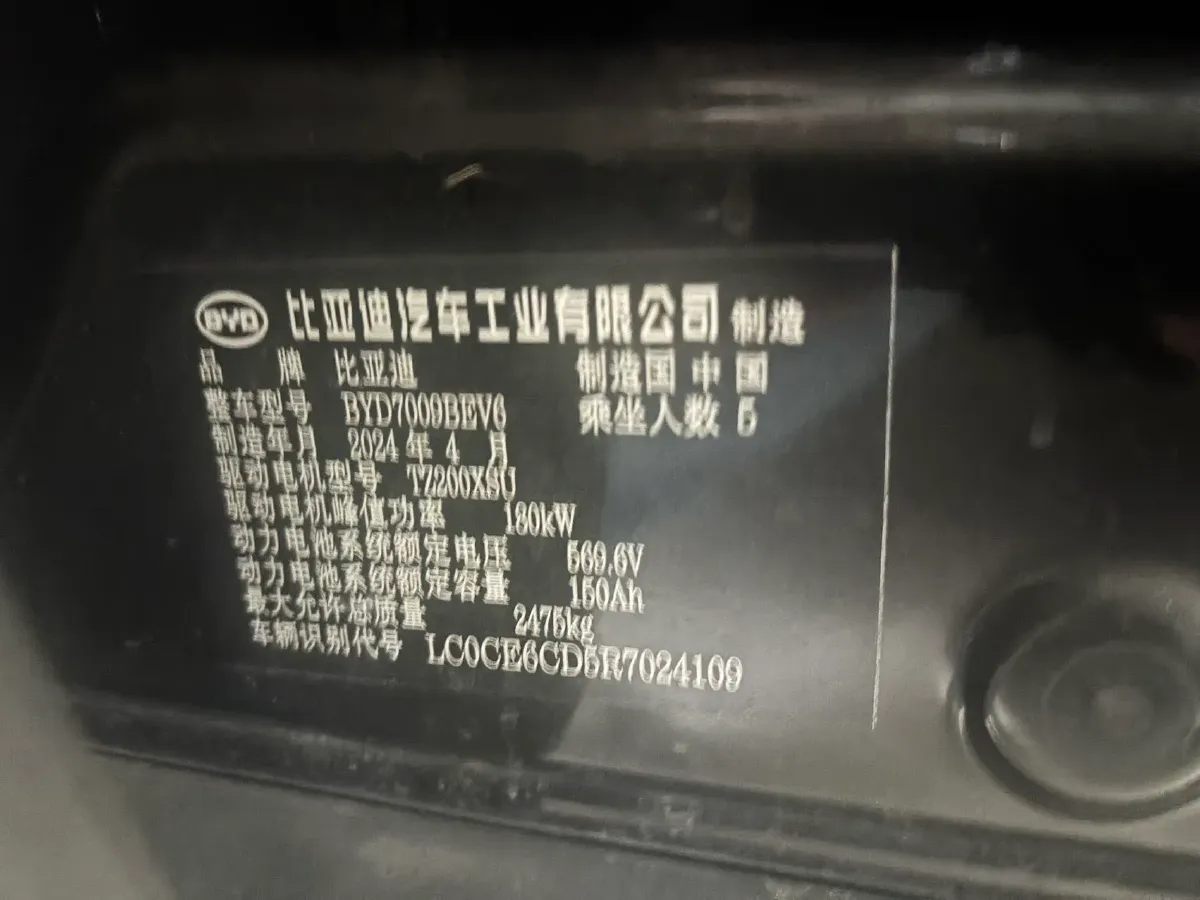 BYD 比亚迪汽车工业有限公司 制造
品 牌 比亚迪 制造国 中国
整车型号 BYD7009BEV6 乘坐人数 5
制造年月 2024 年 4 月
驱动电机型号 TZ200XSU
驱动电机峰值功率 180kW
动力电池系统额定电压 569.6V
动力电池系统额定容量 150Ah
最大允许总质量 2475kg
车辆识别代号 LC0CE6CD5R7024109